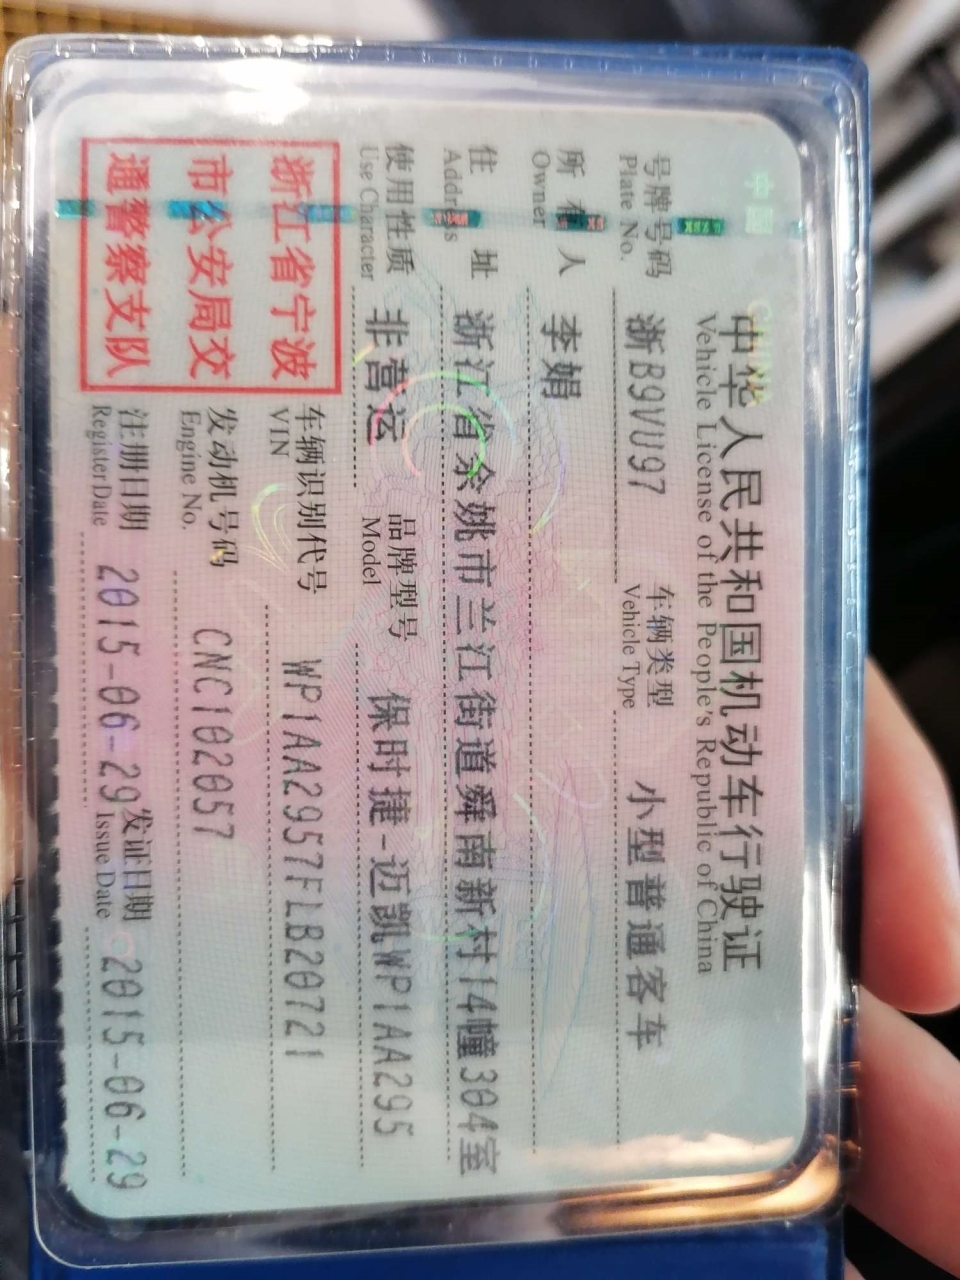 中华人民共和国机动车行驶证
Vehicle License of the People's Republic of China
号牌号码 浙B9VU97 车辆类型 小型普通客车
Plate No. Vehicle Type
所有人 李娟
Owner
住址 浙江省余姚市兰江街道舜南新村14幢304室
Address
使用性质 非营运 品牌型号 保时捷-迈凯WP1AA295
Use Character Model
浙江省宁波
市公安局交
通警察支队
车辆识别代号 WP1AA2957FLB20721
VIN
发动机号码 CNC102057
Engine No.
注册日期 2015-06-29 发证日期 2015-06-29
Register Date Issue Date
中国
CHINA